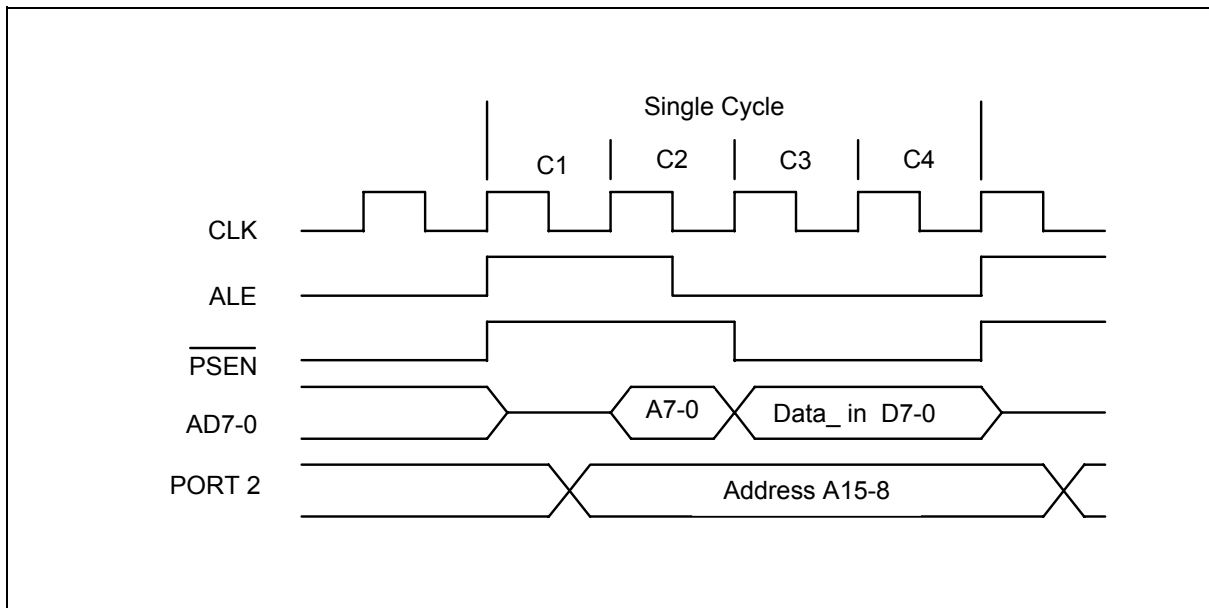 Single Cycle
C1 C2 C3 C4
CLK
ALE
PSEN
AD7-0 A7-0 Data_ in D7-0
PORT 2 Address A15-8